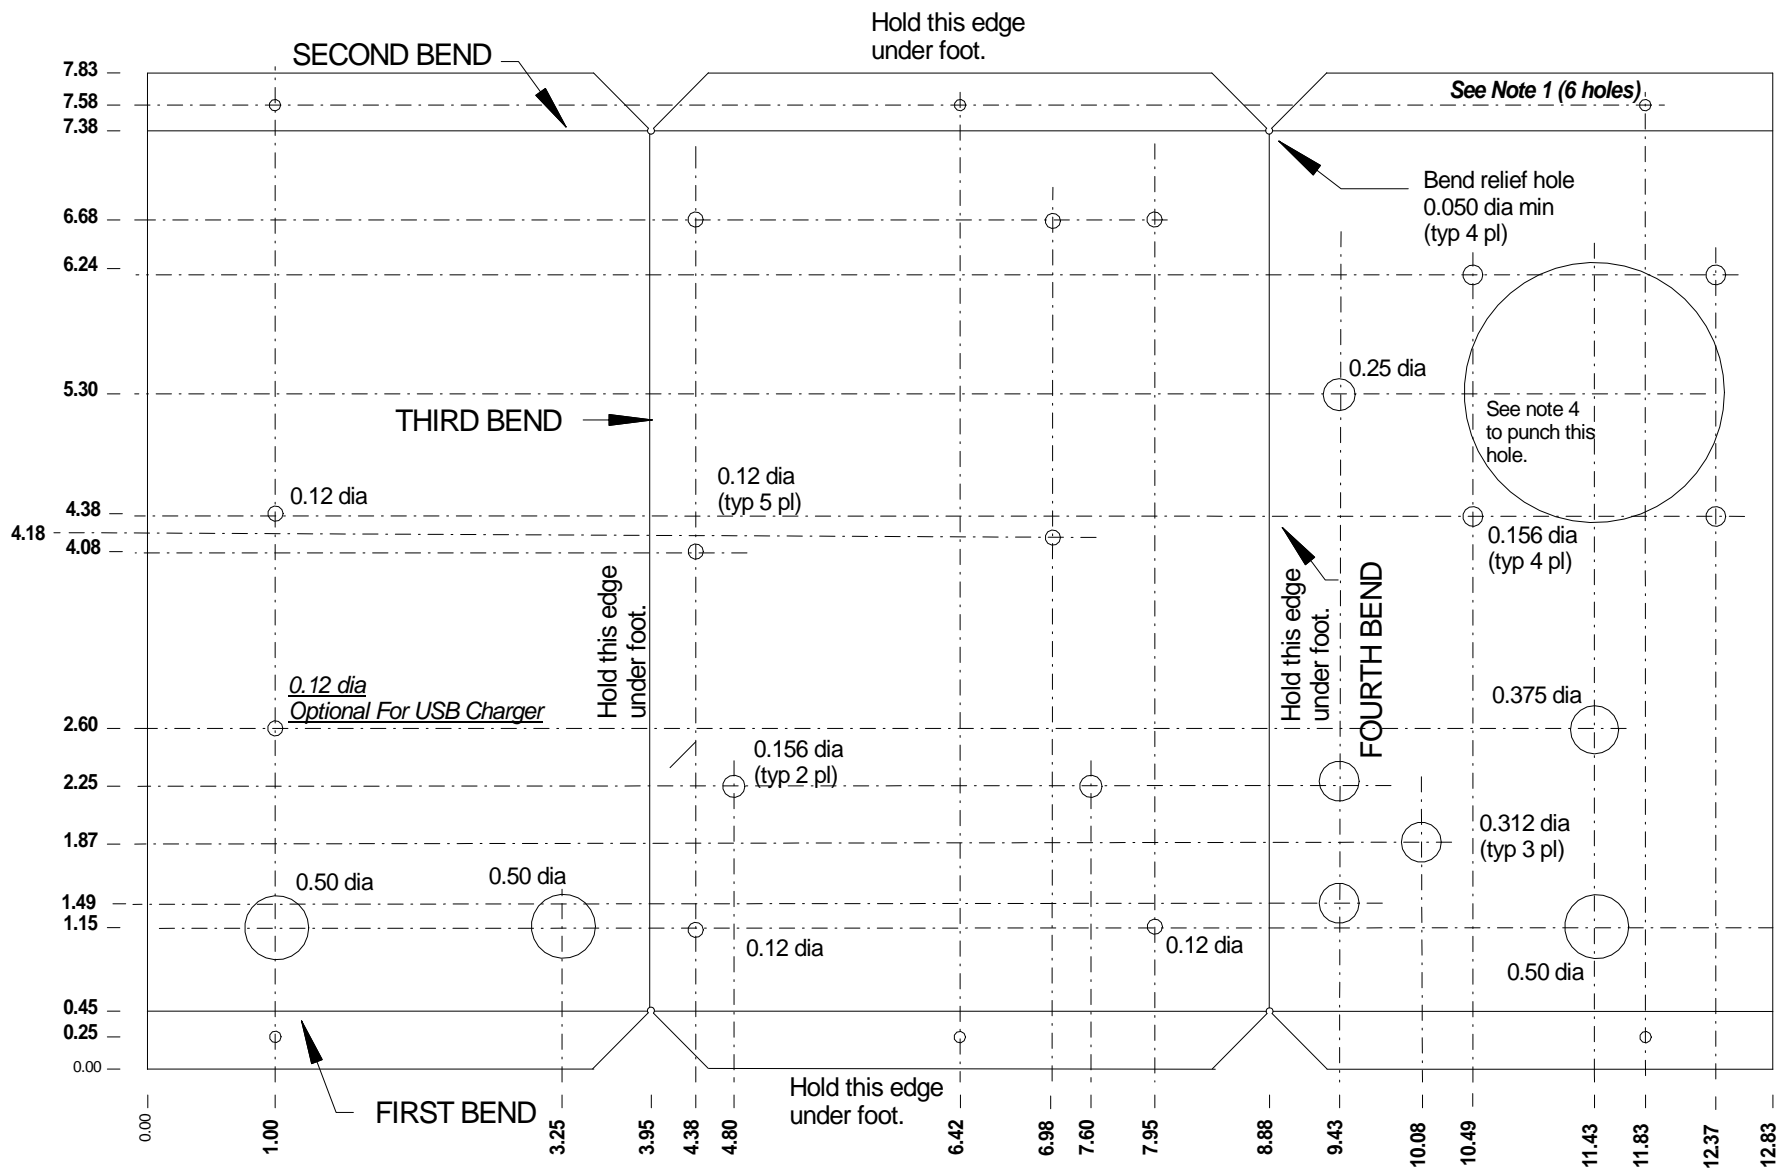 Hold this edge
under foot.
SECOND BEND
7.83
7.58
7.38
See Note 1 (6 holes)
Bend relief hole
0.050 dia min
(typ 4 pl)
6.68
6.24
5.30
0.25 dia
THIRD BEND
See note 4
to punch this
hole.
0.12 dia
(typ 5 pl)
0.12 dia
4.38
4.18
4.08
0.156 dia
(typ 4 pl)
Hold this edge
under foot.
Hold this edge
under foot.
FOURTH BEND
0.12 dia
Optional For USB Charger
0.375 dia
2.60
0.156 dia
(typ 2 pl)
2.25
1.87
0.312 dia
(typ 3 pl)
0.50 dia
0.50 dia
1.49
1.15
0.12 dia
0.12 dia
0.50 dia
0.45
0.25
0.00
FIRST BEND
Hold this edge
under foot.
0.00
1.00
3.25
3.95
4.38
4.80
6.42
6.98
7.60
7.95
8.88
9.43
10.08
10.49
11.43
11.83
12.37
12.83